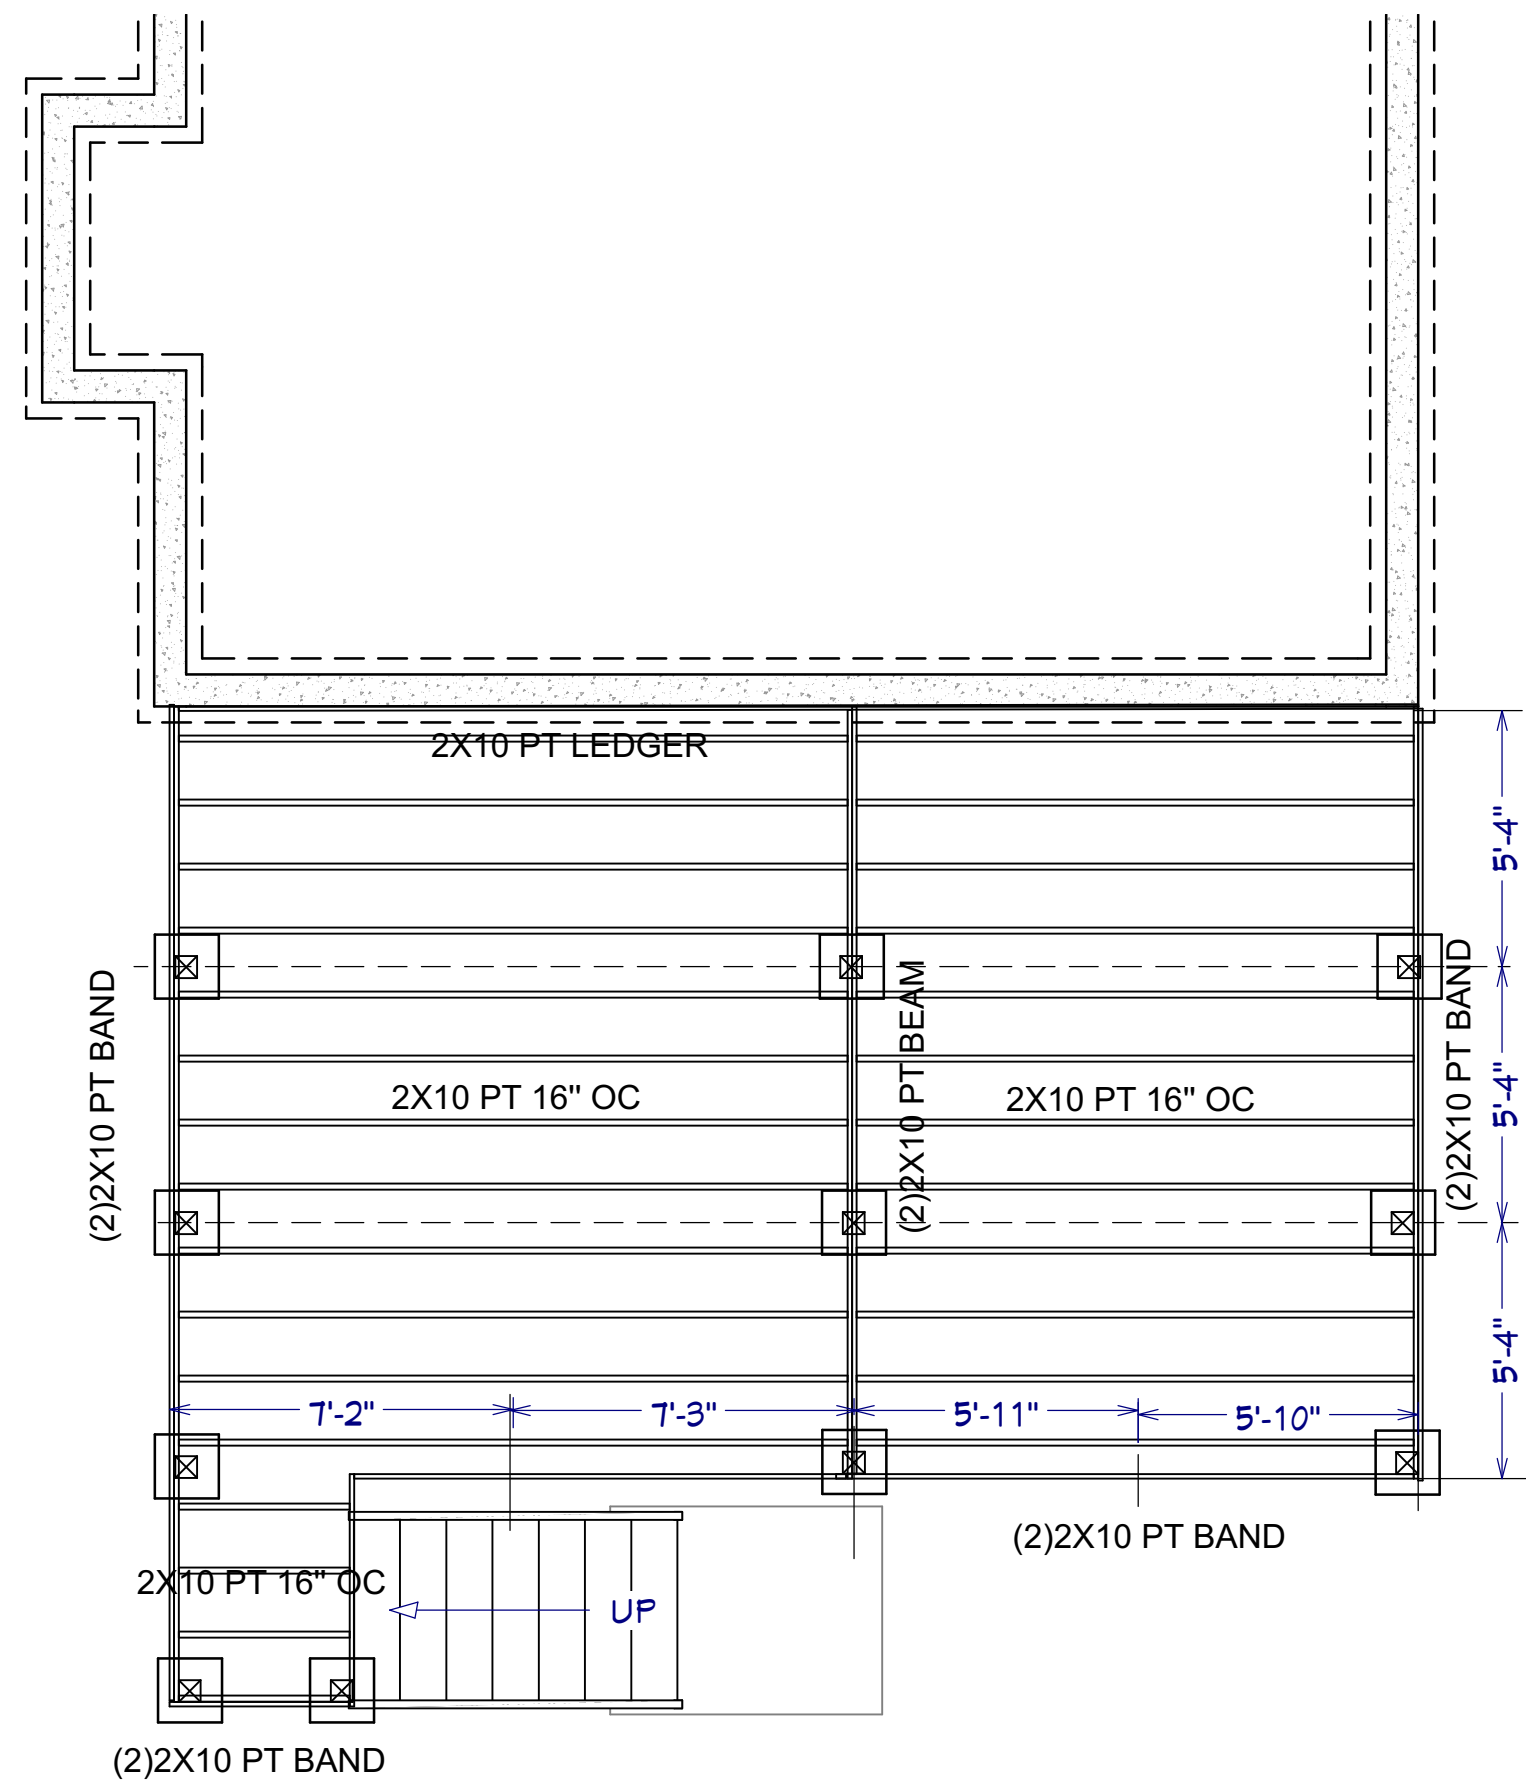 2X10 PT LEDGER
5'-4"
(2)2X10 PT BAND
(2)2X10 PT BEAM
(2)2X10 PT BAND
2X10 PT 16" OC
2X10 PT 16" OC
5'-4"
5'-4"
7'-2"
7'-3"
5'-11"
5'-10"
(2)2X10 PT BAND
2X10 PT 16" OC
UP
(2)2X10 PT BAND